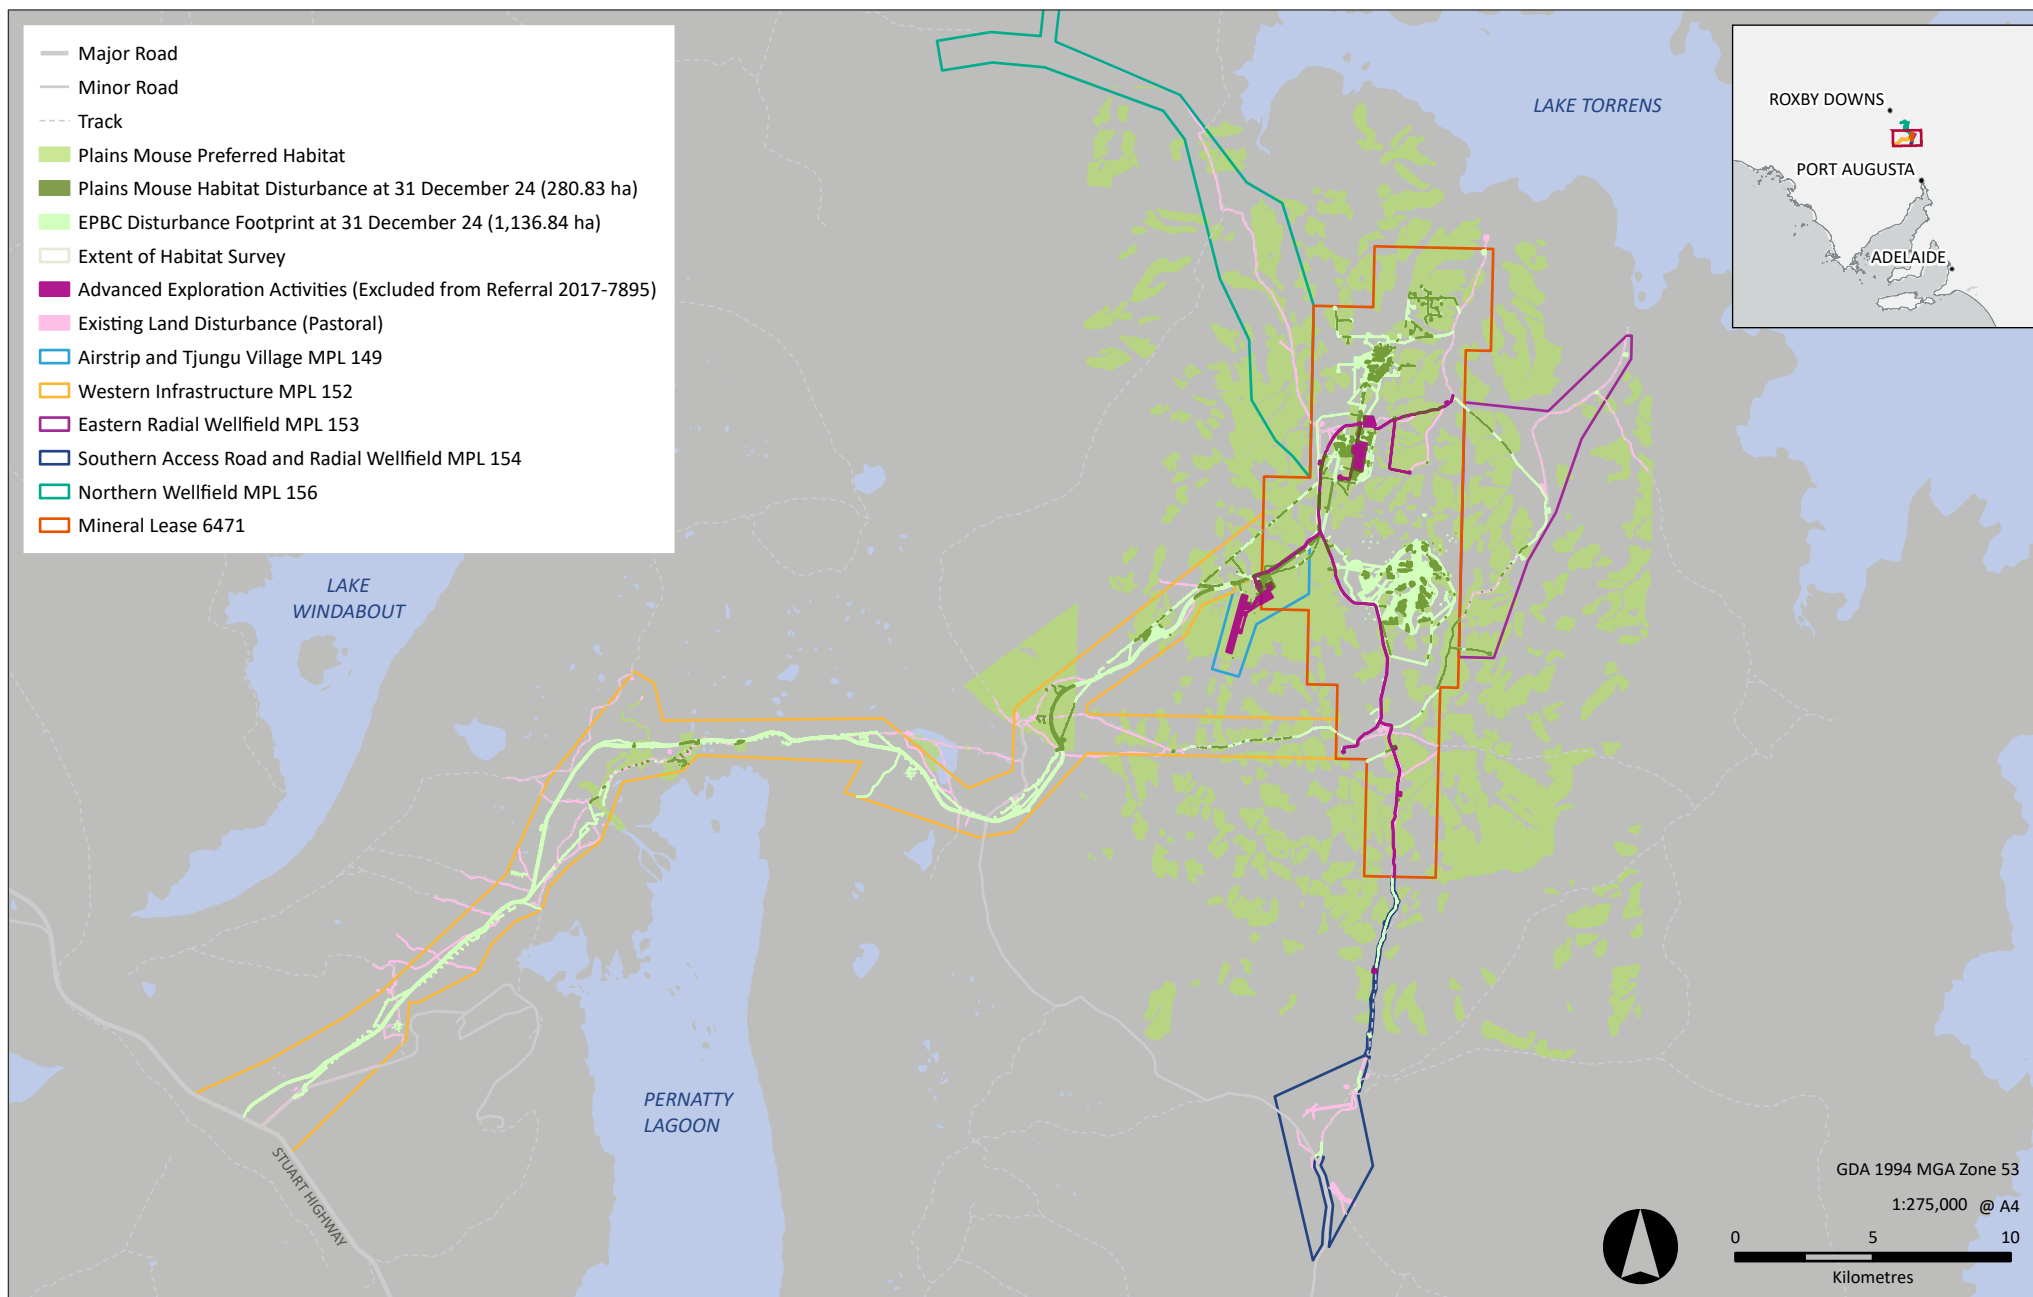 Major Road
Minor Road
Track
Plains Mouse Preferred Habitat
Plains Mouse Habitat Disturbance at 31 December 24 (280.83 ha)
EPBC Disturbance Footprint at 31 December 24 (1,136.84 ha)
Extent of Habitat Survey
Advanced Exploration Activities (Excluded from Referral 2017-7895)
Existing Land Disturbance (Pastoral)
Airstrip and Tjungu Village MPL 149
Western Infrastructure MPL 152
Eastern Radial Wellfield MPL 153
Southern Access Road and Radial Wellfield MPL 154
Northern Wellfield MPL 156
Mineral Lease 6471
LAKE TORRENS
ROXBY DOWNS
PORT AUGUSTA
ADELAIDE
LAKE
WINDABOUT
PERNATTY
LAGOON
STUART HIGHWAY
GDA 1994 MGA Zone 53
1:275,000 @ A4
0 5 10
Kilometres